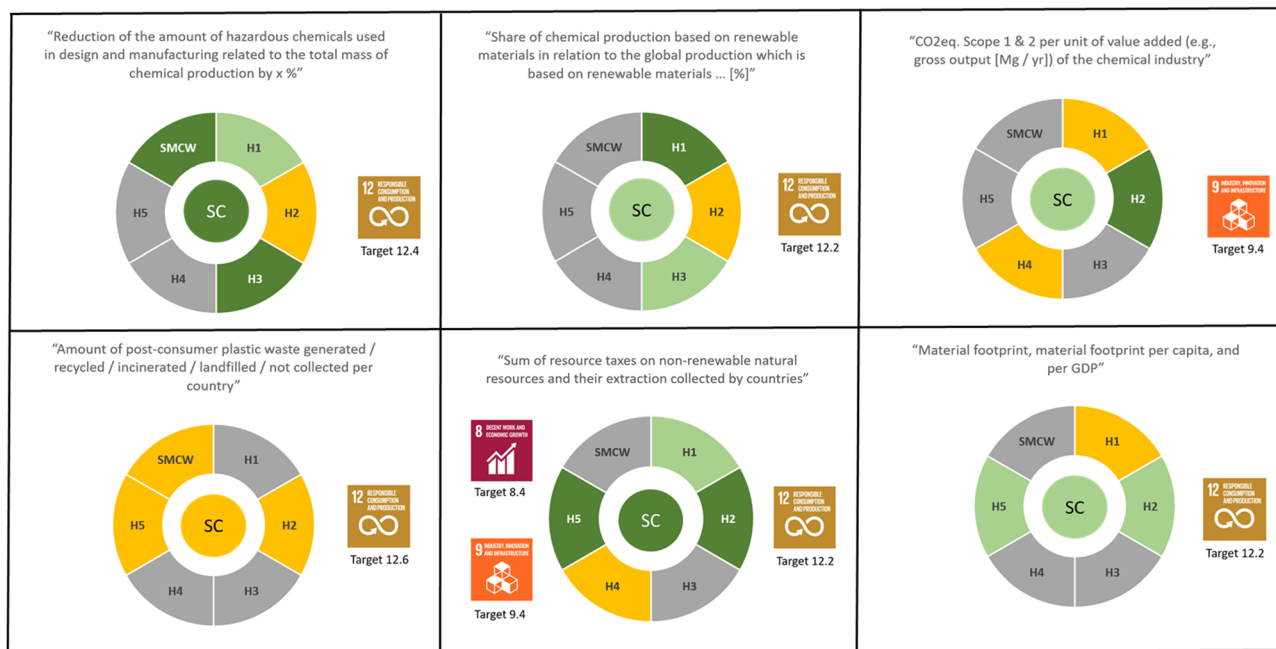 “Reduction of the amount of hazardous chemicals used
in design and manufacturing related to the total mass of
chemical production by x %”
SMCW
H1
H5
SC
H2
H4
H3
12 RESPONSIBLE
CONSUMPTION
AND PRODUCTION
Target 12.4
“Share of chemical production based on renewable
materials in relation to the global production which is
based on renewable materials ... [%]”
SMCW
H1
H5
SC
H2
H4
H3
12 RESPONSIBLE
CONSUMPTION
AND PRODUCTION
Target 12.2
“CO2eq. Scope 1 & 2 per unit of value added (e.g.,
gross output [Mg / yr]) of the chemical industry”
SMCW
H1
H5
SC
H2
H4
H3
9 INDUSTRY, INNOVATION
AND INFRASTRUCTURE
Target 9.4
“Amount of post-consumer plastic waste generated /
recycled / incinerated / landfilled / not collected per
country”
SMCW
H1
H5
SC
H2
H4
H3
12 RESPONSIBLE
CONSUMPTION
AND PRODUCTION
Target 12.6
“Sum of resource taxes on non-renewable natural
resources and their extraction collected by countries”
8 DECENT WORK AND
ECONOMIC GROWTH
Target 8.4
9 INDUSTRY, INNOVATION
AND INFRASTRUCTURE
Target 9.4
SMCW
H1
H5
SC
H2
H4
H3
12 RESPONSIBLE
CONSUMPTION
AND PRODUCTION
Target 12.2
“Material footprint, material footprint per capita, and
per GDP”
SMCW
H1
H5
SC
H2
H4
H3
12 RESPONSIBLE
CONSUMPTION
AND PRODUCTION
Target 12.2